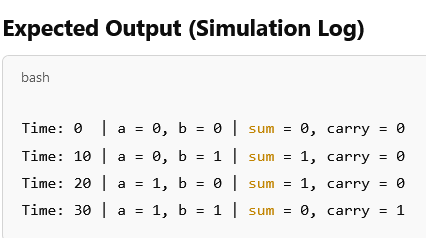 Expected Output (Simulation Log)
bash
Time: 0  | a = 0, b = 0 | sum = 0, carry = 0
Time: 10 | a = 0, b = 1 | sum = 1, carry = 0
Time: 20 | a = 1, b = 0 | sum = 1, carry = 0
Time: 30 | a = 1, b = 1 | sum = 0, carry = 1